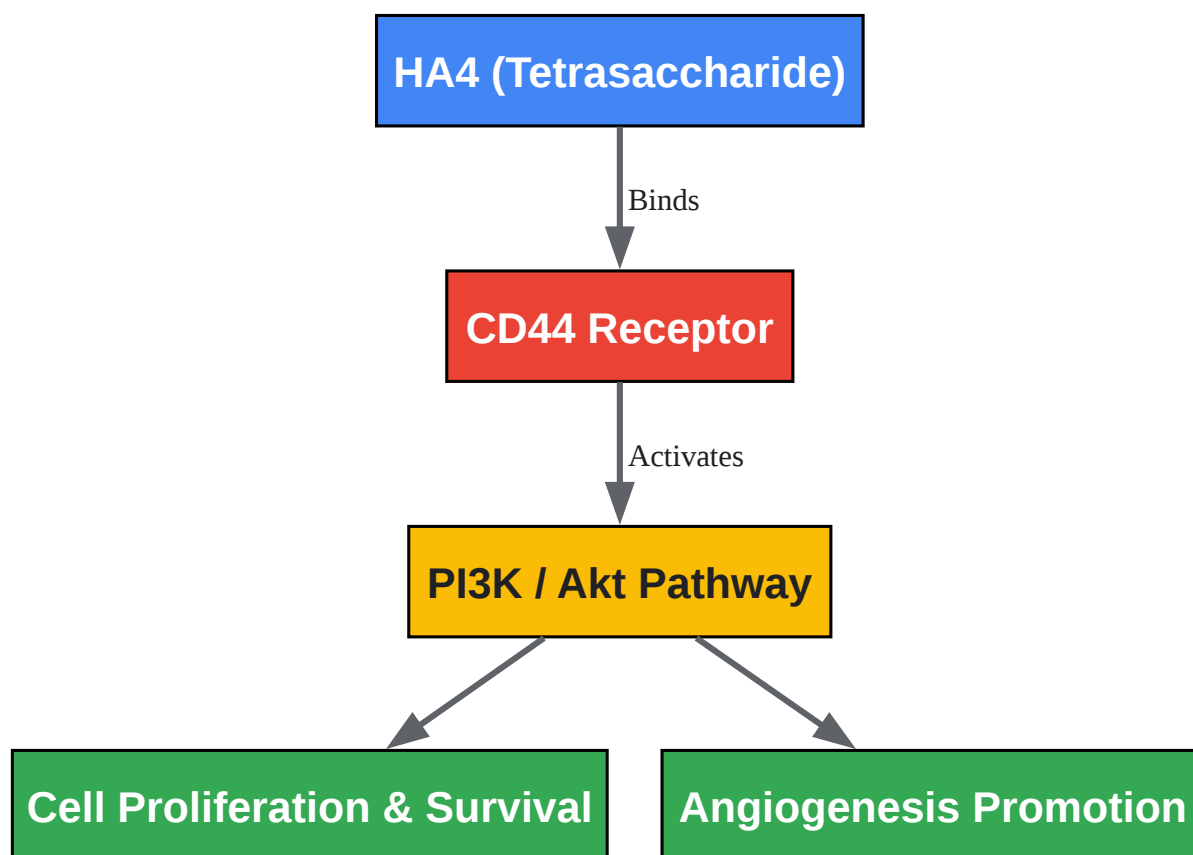 HA4 (Tetrasaccharide)
Binds
CD44 Receptor
Activates
PI3K / Akt Pathway
Cell Proliferation & Survival
Angiogenesis Promotion